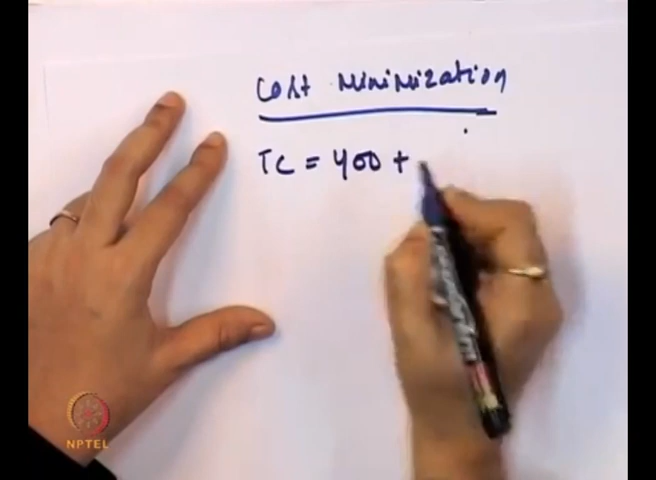 Cost Minimization
TC = 400 +
NPTEL